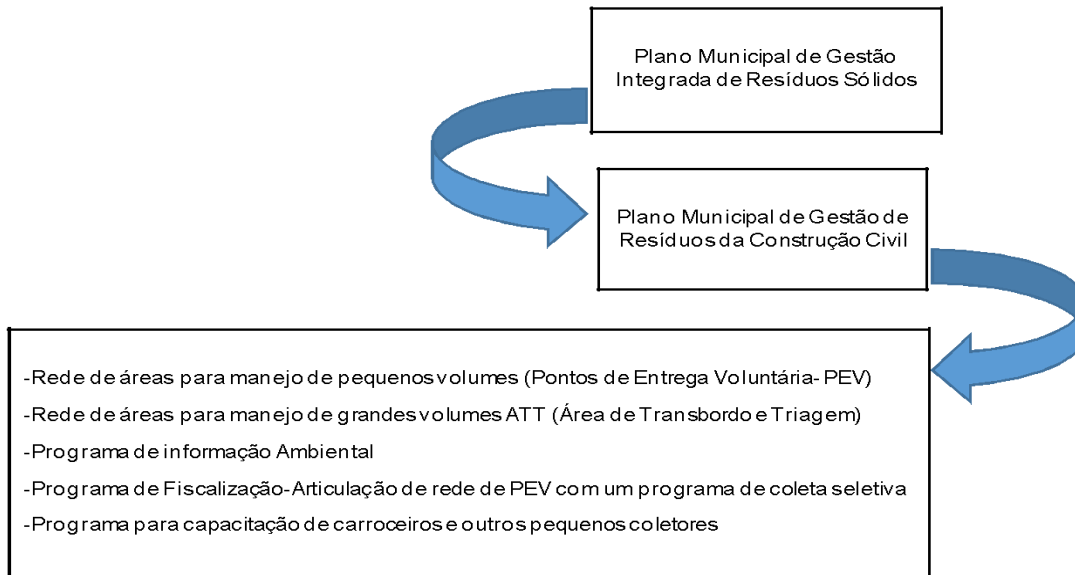 Plano Municipal de Gestão
Integrada de Resíduos Sólidos
Plano Municipal de Gestão de
Resíduos da Construção Civil
-Rede de áreas para manejo de pequenos volumes (Pontos de Entrega Voluntária- PEV)
-Rede de áreas para manejo de grandes volumes ATT (Área de Transbordo e Triagem)
-Programa de informação Ambiental
-Programa de Fiscalização-Articulação de rede de PEV com um programa de coleta seletiva
-Programa para capacitação de carroceiros e outros pequenos coletores